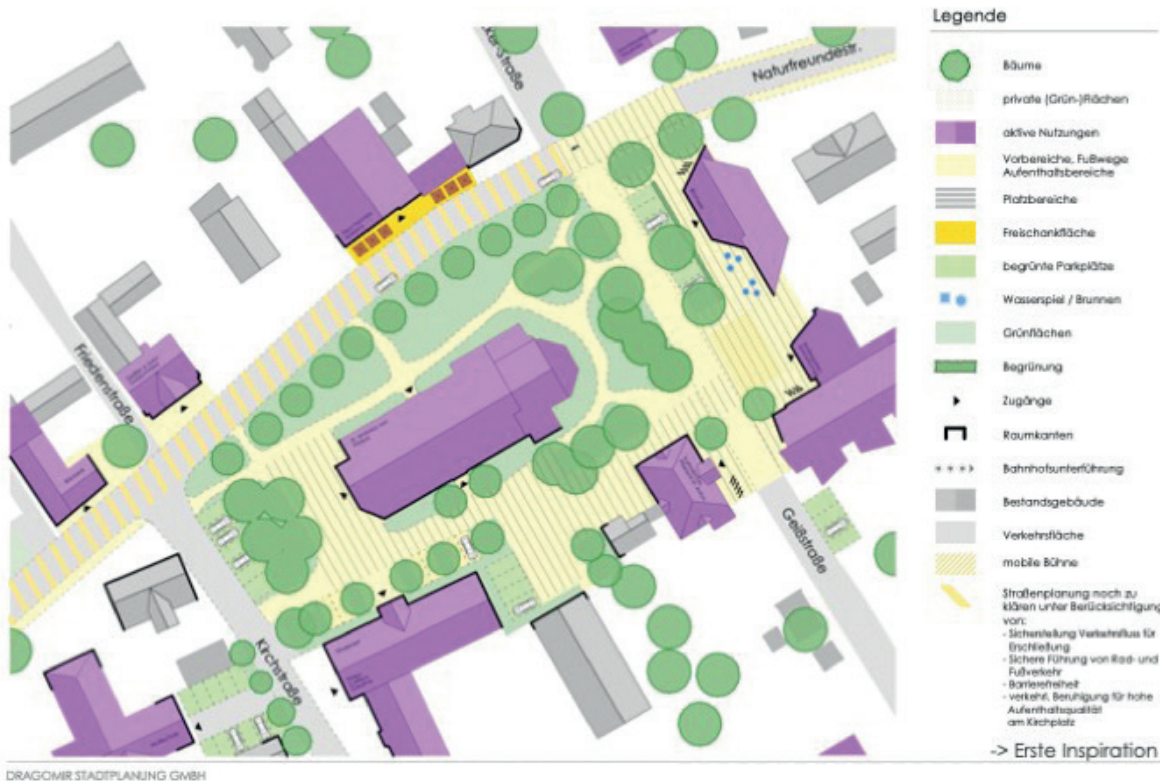 Legende
Bäume
private (Grün-)Flächen
aktive Nutzungen
Vorbereiche, Fußwege
Aufenthaltsbereiche
Platzbereiche
Freischankfläche
begrünte Parkplätze
Wasserspiel / Brunnen
Grünflächen
Begrünung
Zugänge
Raumkanten
Bahnhofsunterführung
Bestandsgebäude
Verkehrsfläche
mobile Bühne
Straßenplanung noch zu
klären unter Berücksichtigung
von:
- Sicherstellung Verkehrsfluss für
Erschließung
- Sichere Führung von Rad- und
Fußverkehr
- Barrierefreiheit
- verkehrl. Beruhigung für hohe
Aufenthaltsqualität
am Kirchplatz
-> Erste Inspiration
Naturfreundestr.
Friedenstraße
Geißstraße
Kirchstraße
DRAGOMIR STADTPLANUNG GMBH